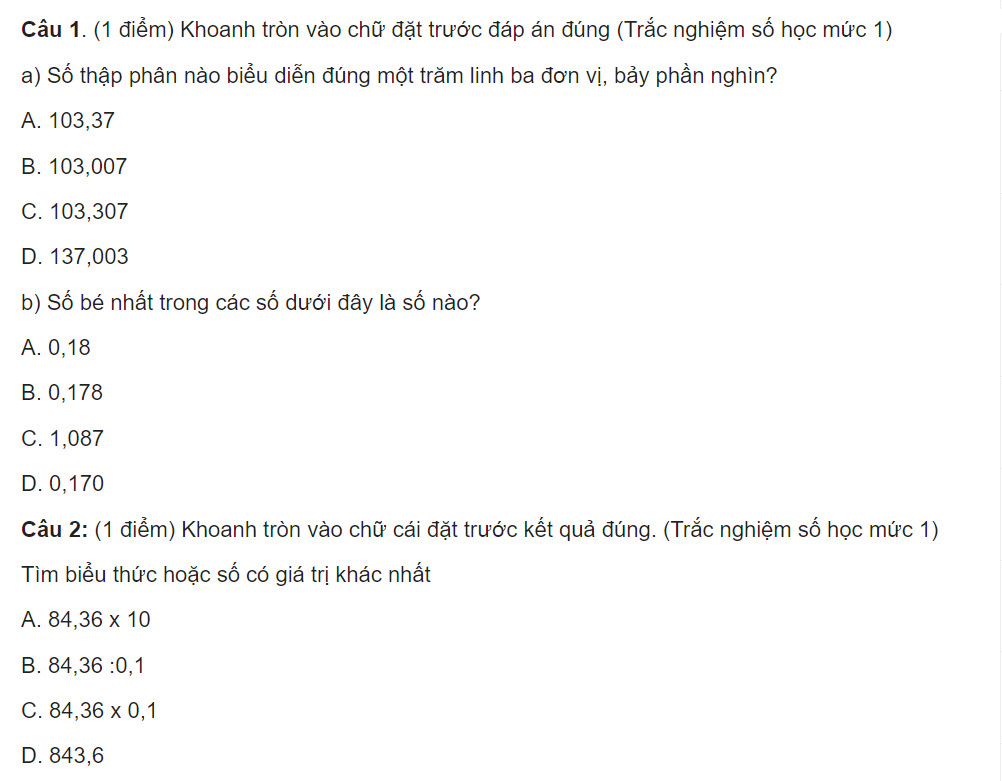 Câu 1. (1 điểm) Khoanh tròn vào chữ đặt trước đáp án đúng (Trắc nghiệm số học mức 1)
a) Số thập phân nào biểu diễn đúng một trăm linh ba đơn vị, bảy phần nghìn?
A. 103,37
B. 103,007
C. 103,307
D. 137,003
b) Số bé nhất trong các số dưới đây là số nào?
A. 0,18
B. 0,178
C. 1,087
D. 0,170
Câu 2: (1 điểm) Khoanh tròn vào chữ cái đặt trước kết quả đúng. (Trắc nghiệm số học mức 1)
Tìm biểu thức hoặc số có giá trị khác nhất
A. 84,36 x 10
B. 84,36 :0,1
C. 84,36 x 0,1
D. 843,6